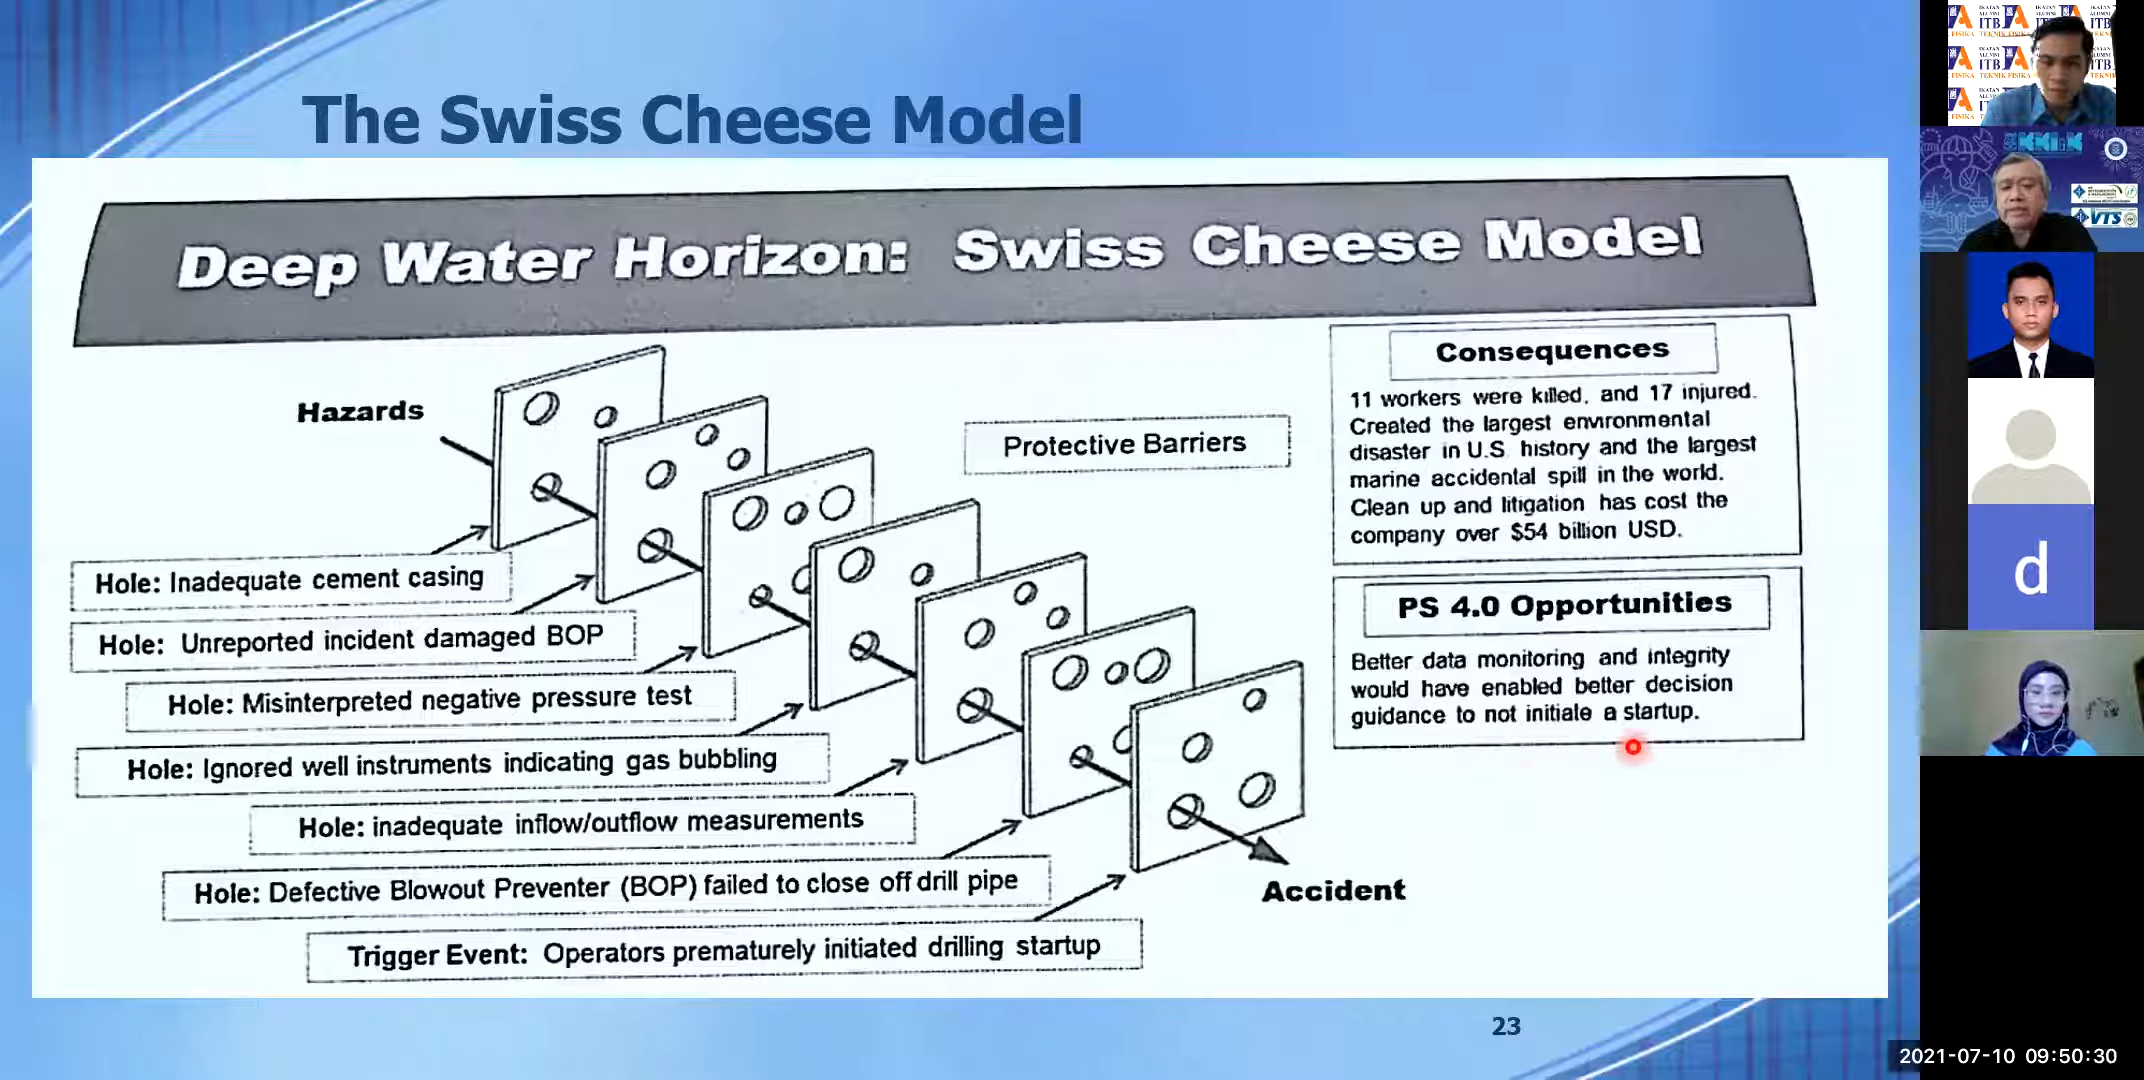 The Swiss Cheese Model
Deep Water Horizon: Swiss Cheese Model
Hazards
Protective Barriers
Hole: Inadequate cement casing
Hole: Unreported incident damaged BOP
Hole: Misinterpreted negative pressure test
Hole: Ignored well instruments indicating gas bubbling
Hole: inadequate inflow/outflow measurements
Hole: Defective Blowout Preventer (BOP) failed to close off drill pipe
Trigger Event: Operators prematurely initiated drilling startup
Accident
Consequences
11 workers were killed, and 17 injured.
Created the largest environmental
disaster in U.S. history and the largest
marine accidental spill in the world.
Clean up and litigation has cost the
company over $54 billion USD.
PS 4.0 Opportunities
Better data monitoring and integrity
would have enabled better decision
guidance to not initiate a startup.
23
IKATAN
ALUMNI
ITB
TEKNIK FISIKA
VTS
d
2021-07-10 09:50:30